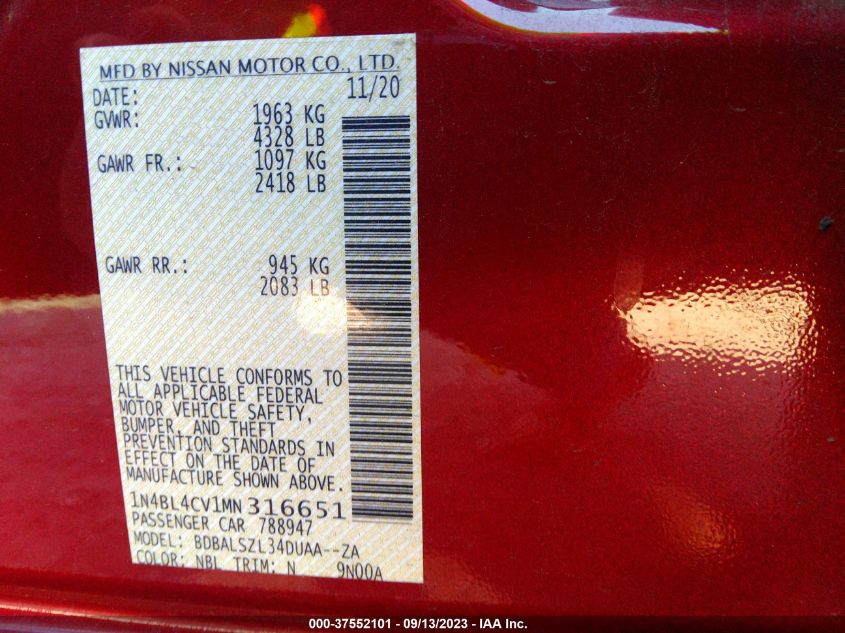 MFD BY NISSAN MOTOR CO., LTD.
DATE: 11/20
GVWR: 1963 KG
4328 LB
GAWR FR.: 1097 KG
2418 LB
GAWR RR.: 945 KG
2083 LB
THIS VEHICLE CONFORMS TO
ALL APPLICABLE FEDERAL
MOTOR VEHICLE SAFETY,
BUMPER, AND THEFT
PREVENTION STANDARDS IN
EFFECT ON THE DATE OF
MANUFACTURE SHOWN ABOVE.
1N4BL4CV1MN316651
PASSENGER CAR 788947
MODEL: BDBALSZL34DUAA--ZA
COLOR: NBL TRIM: N 9N00A
000-37552101 - 09/13/2023 - IAA Inc.